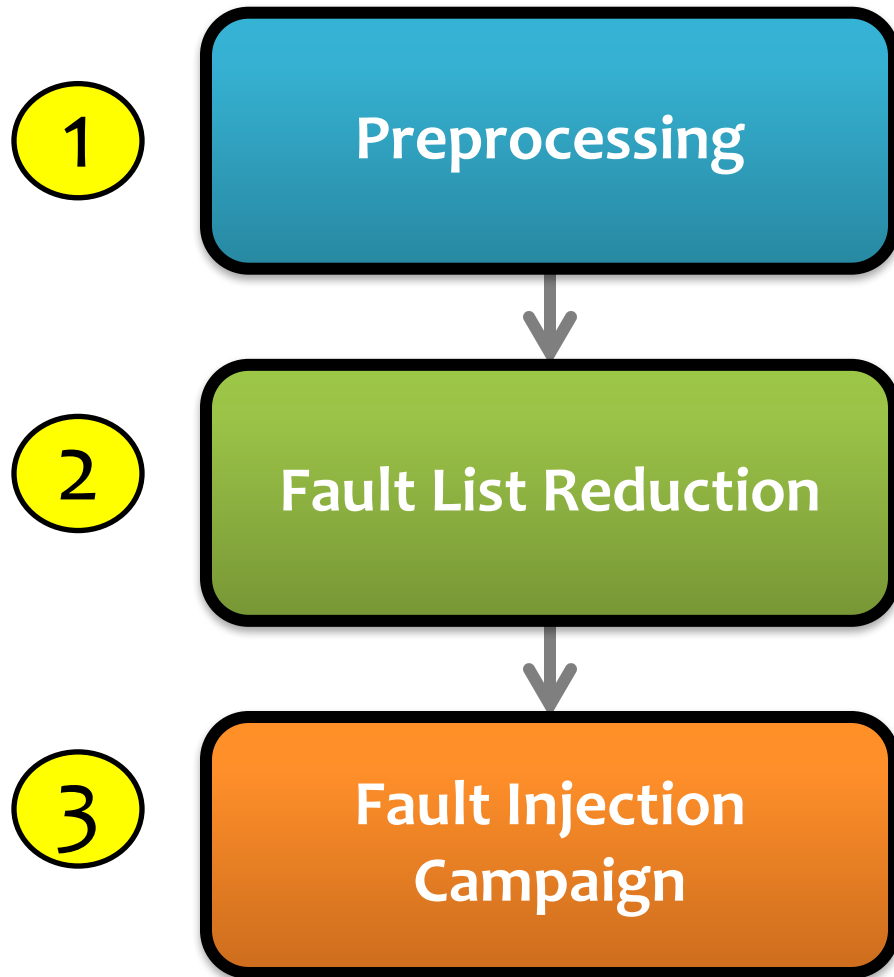 1
Preprocessing
2
Fault List Reduction
3
Fault Injection
Campaign